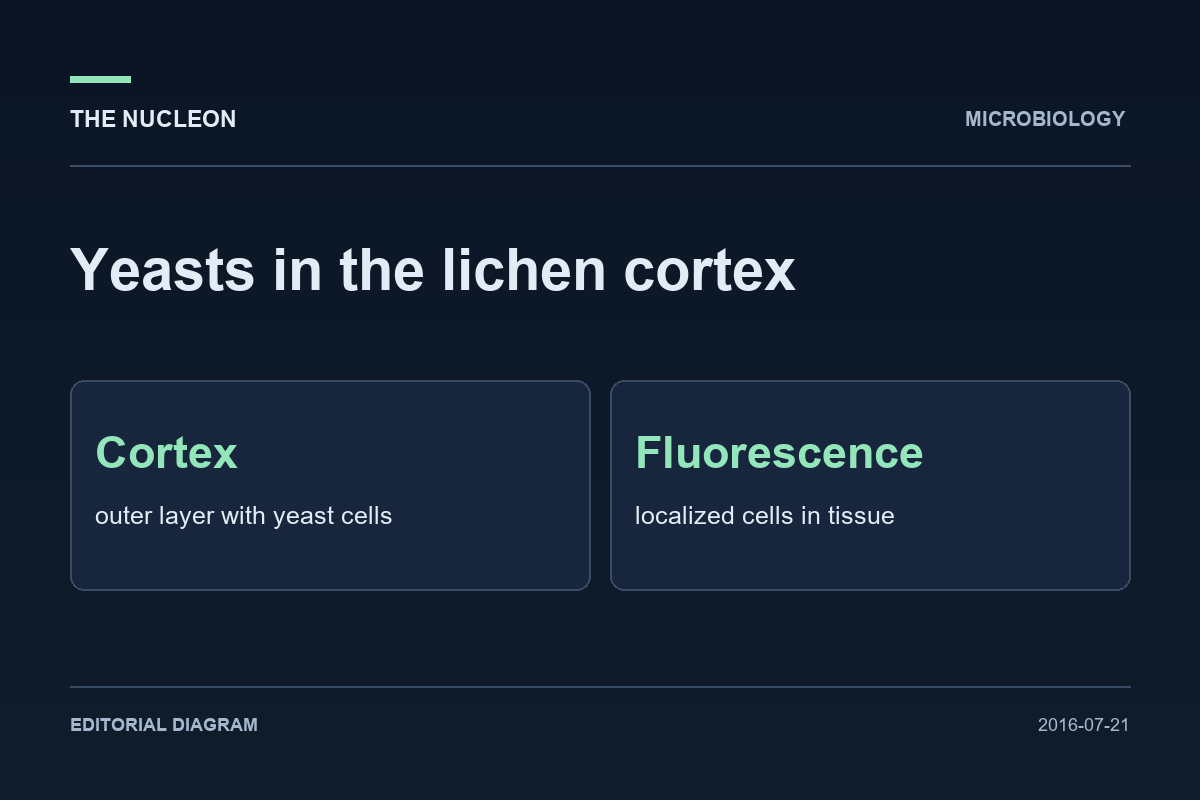 THE NUCLEON
MICROBIOLOGY
Yeasts in the lichen cortex
Cortex
outer layer with yeast cells
Fluorescence
localized cells in tissue
EDITORIAL DIAGRAM
2016-07-21